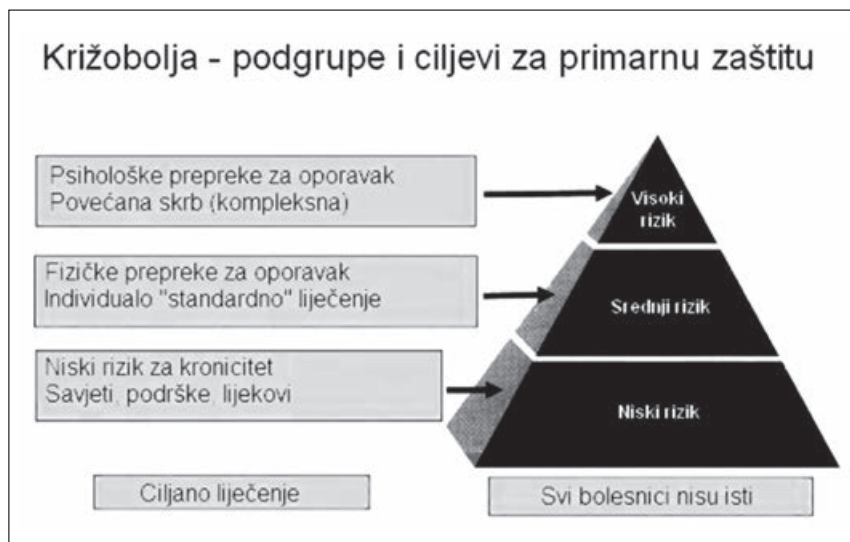 Križobolja - podgrupe i ciljevi za primarnu zaštitu
Psihološke prepreke za oporavak
Povećana skrb (kompleksna)
Visoki
rizik
Fizičke prepreke za oporavak
Individualo "standardno" liječenje
Srednji rizik
Niski rizik za kronicitet
Savjeti, podrške, lijekovi
Niski rizik
Ciljano liječenje
Svi bolesnici nisu isti